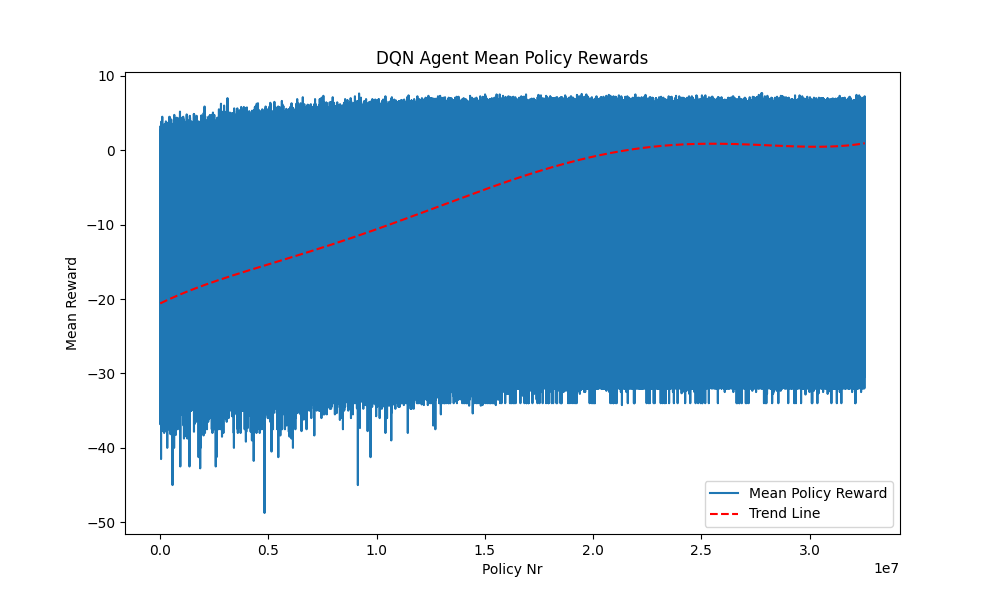 DQN Agent Mean Policy Rewards
10
0
−10
−20
−30
−40
−50
Mean Reward
0.0 0.5 1.0 1.5 2.0 2.5 3.0
1e7
Policy Nr
Mean Policy Reward
Trend Line